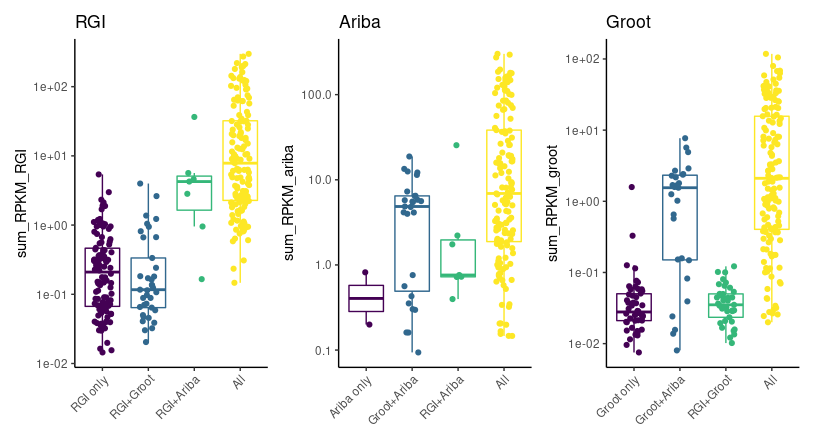 RGI
sum_RPKM_RGI
1e+02
1e+01
1e+00
1e-01
1e-02
RGI only
RGI+Groot
RGI+Ariba
All
Ariba
sum_RPKM_ariba
100.0
10.0
1.0
0.1
Ariba only
Groot+Ariba
RGI+Ariba
All
Groot
sum_RPKM_groot
1e+02
1e+01
1e+00
1e-01
1e-02
Groot only
Groot+Ariba
RGI+Groot
All